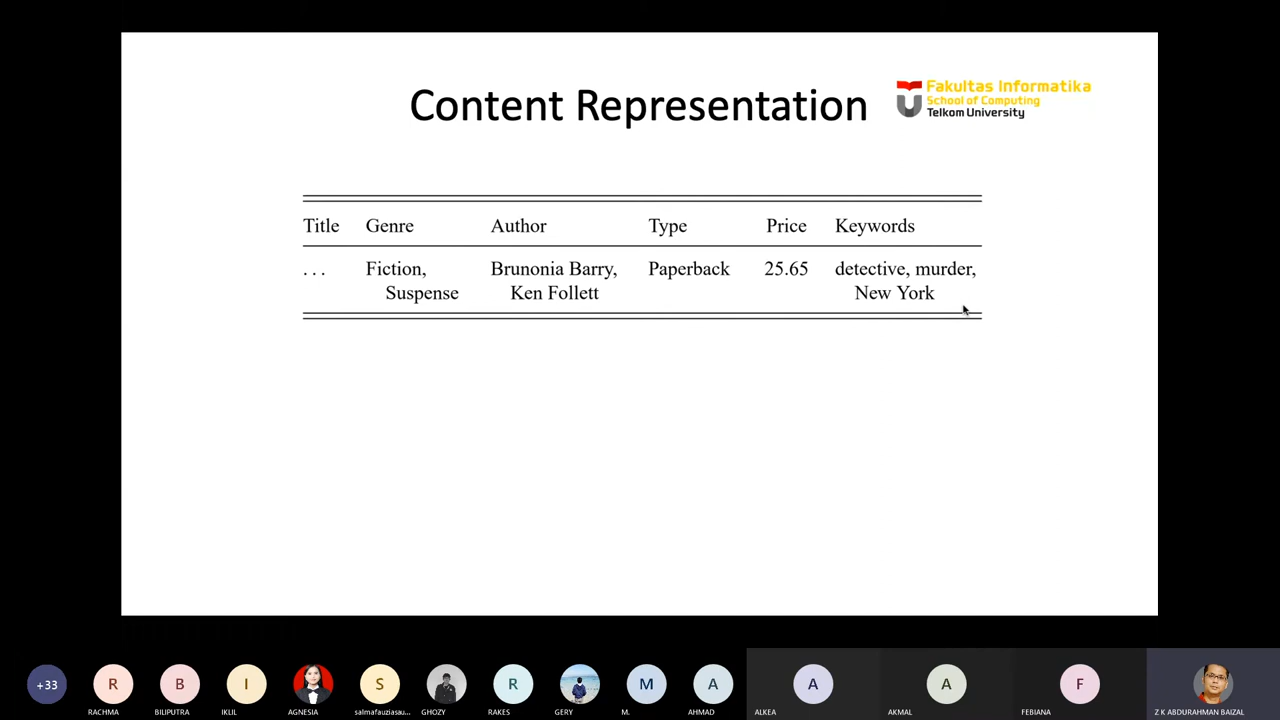 Content Representation
Fakultas Informatika
School of Computing
Telkom University
Title Genre Author Type Price Keywords
... Fiction, Brunonia Barry, Paperback 25.65 detective, murder,
Suspense Ken Follett New York
+33 R B I S R M A A A F
RACHMA BILIPUTRA IKLIL AGNESIA salmafauziasau... GHOZY RAKES GERY M. AHMAD ALKEA AKMAL FEBIANA Z K ABDURAHMAN BAIZAL